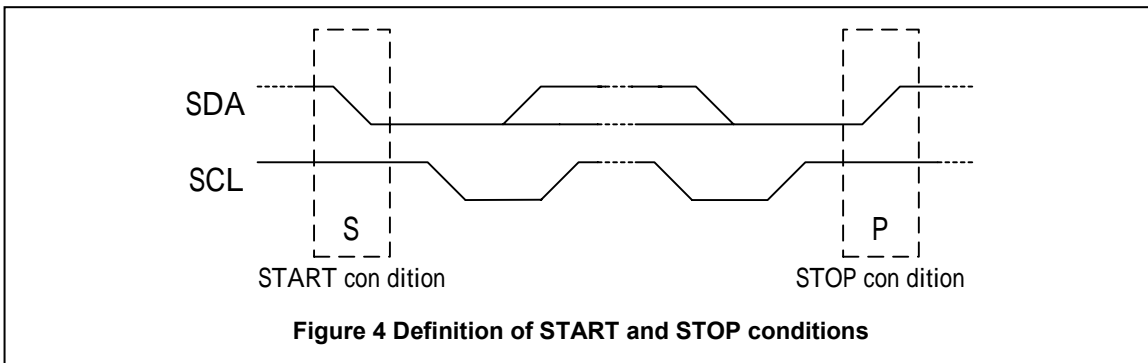 SDA
SCL
S
P
START con dition
STOP con dition
Figure 4 Definition of START and STOP conditions